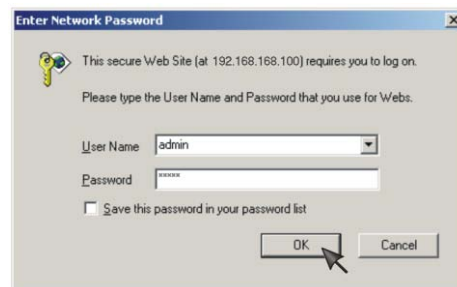 Enter Network Password
This secure Web Site (at 192.168.168.100) requires you to log on.
Please type the User Name and Password that you use for Webs.
User Name admin
Password xxxxx
Save this password in your password list
OK Cancel